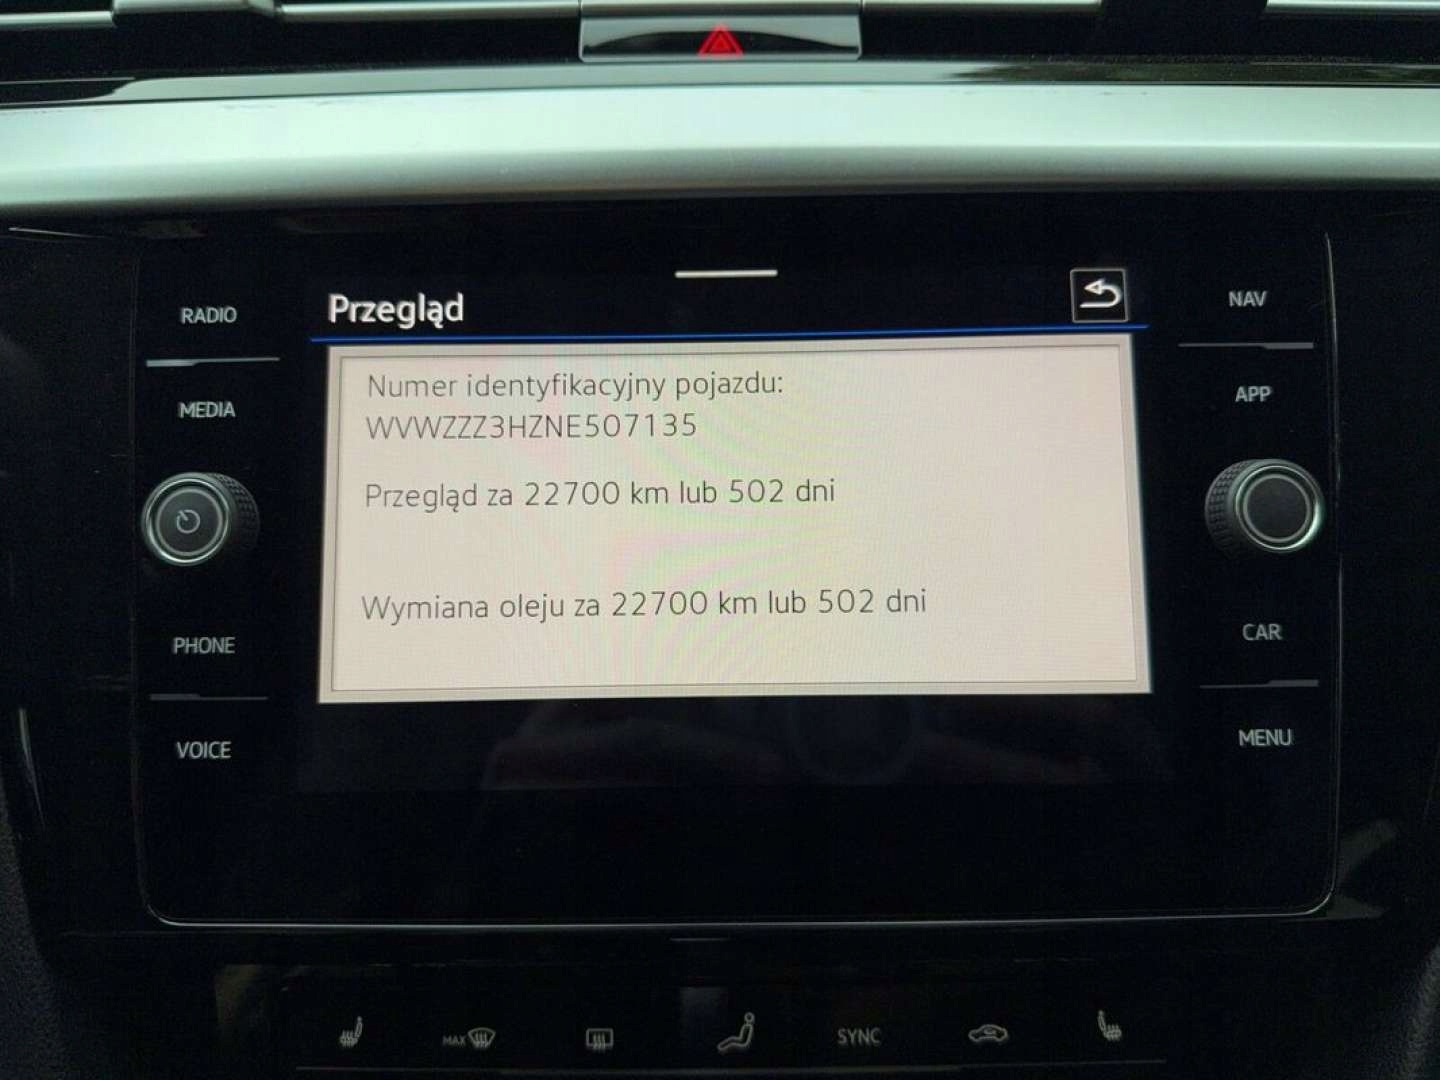 RADIO
MEDIA
PHONE
VOICE
Przegląd
Numer identyfikacyjny pojazdu:
WVWZZZ3HZNE507135
Przegląd za 22700 km lub 502 dni
Wymiana oleju za 22700 km lub 502 dni
NAV
APP
CAR
MENU
MAX
SYNC